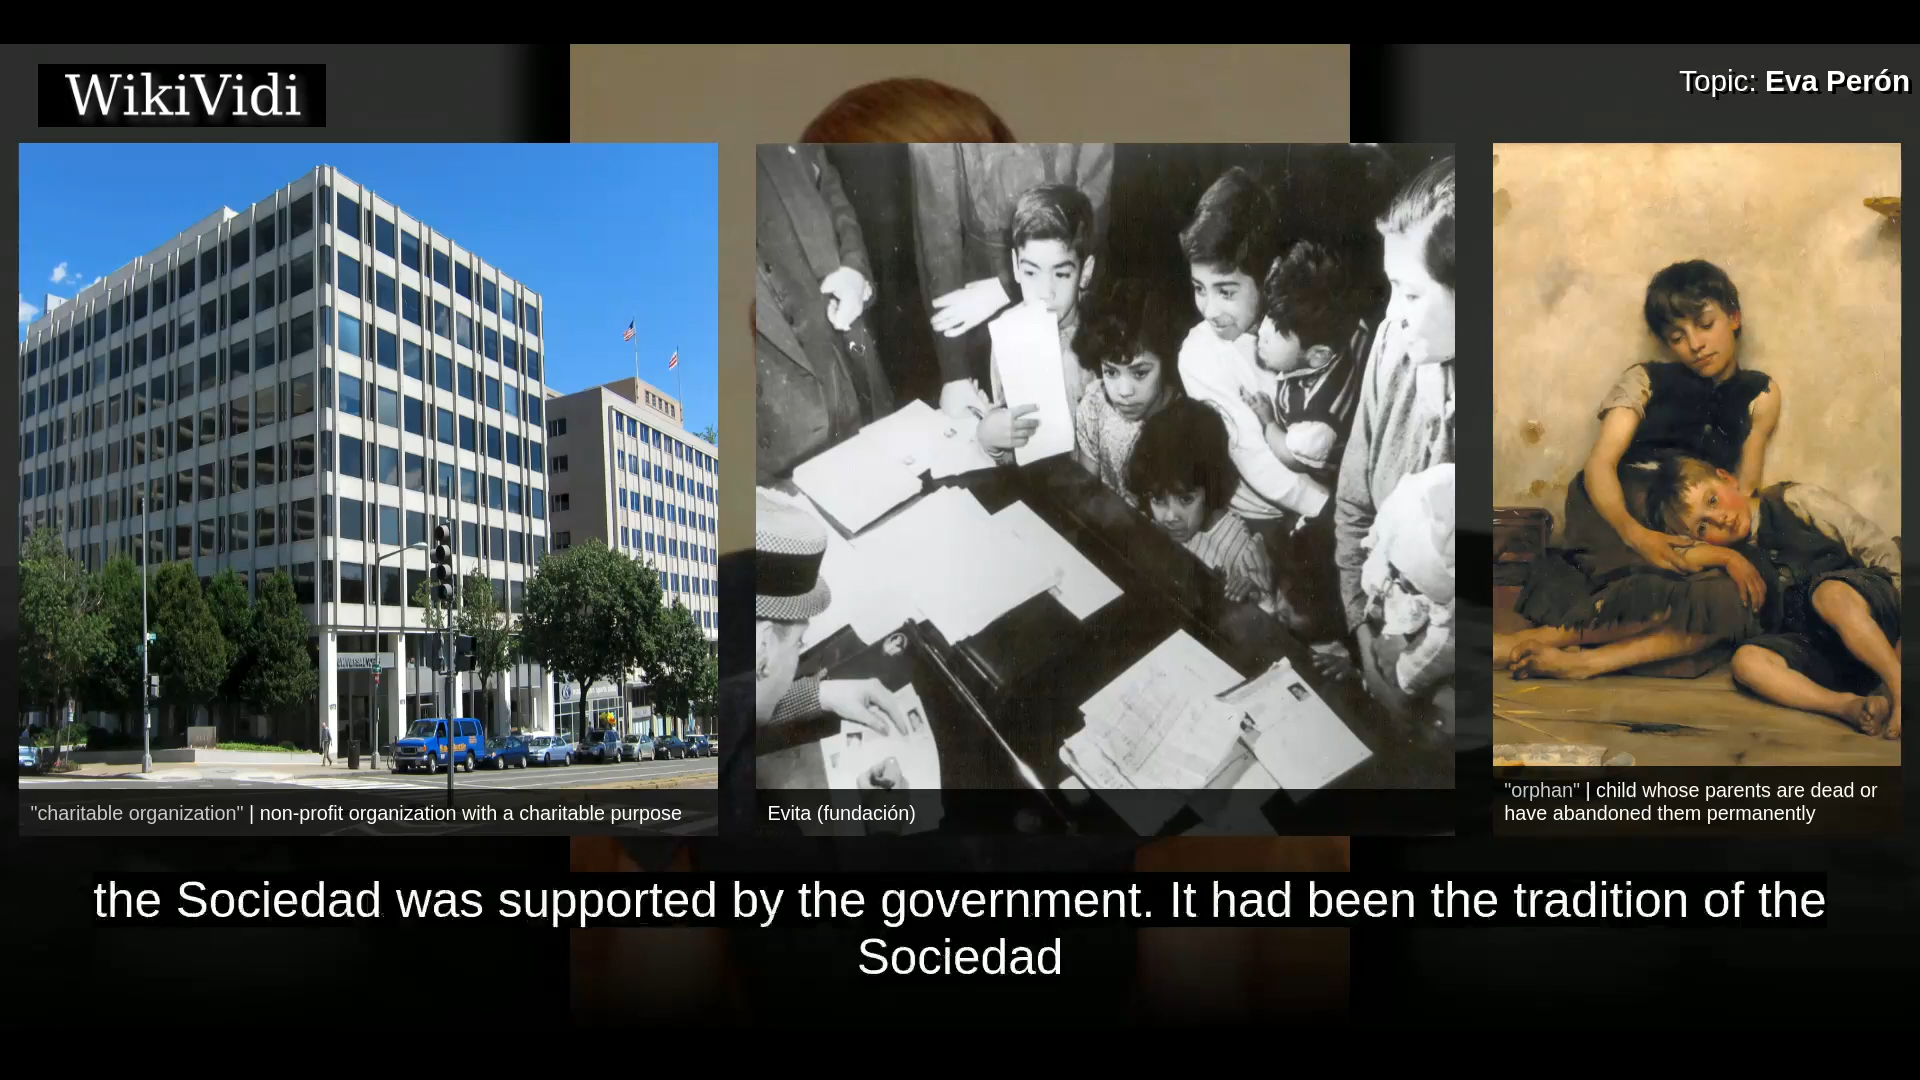 WikiVidi
Topic: Eva Perón
"charitable organization" | non-profit organization with a charitable purpose
Evita (fundación)
"orphan" | child whose parents are dead or
have abandoned them permanently
the Sociedad was supported by the government. It had been the tradition of the
Sociedad